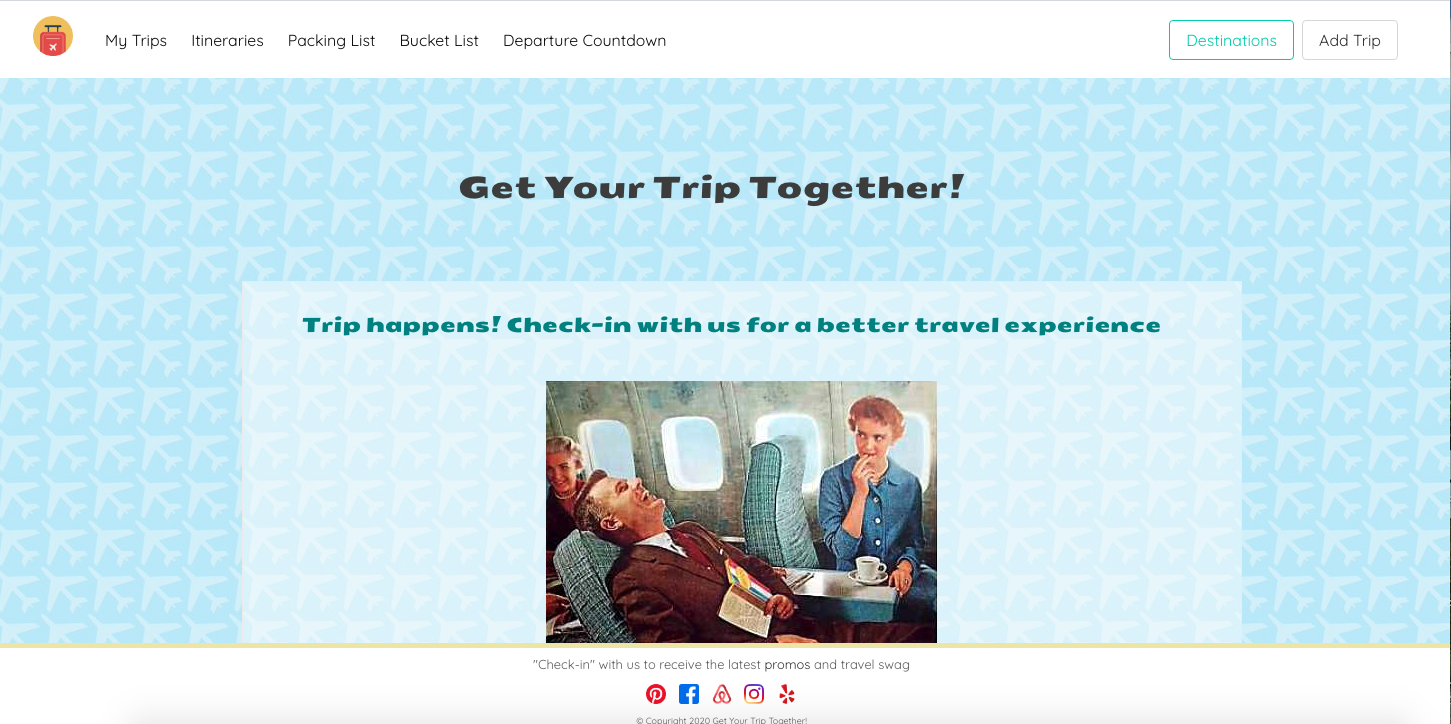 My Trips Itineraries Packing List Bucket List Departure Countdown Destinations Add Trip
Get Your Trip Together!
Trip happens! Check-in with us for a better travel experience
"Check-in" with us to receive the latest promos and travel swag
© Copyright 2020 Get Your Trip Together!